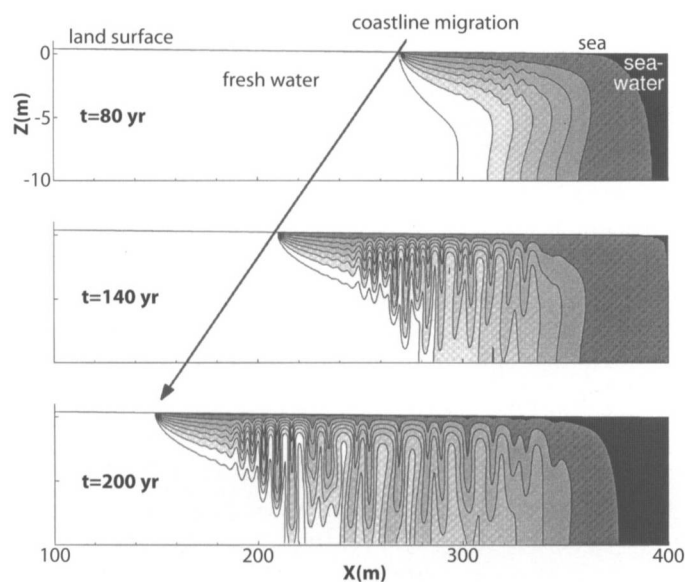 coastline migration
land surface
sea
0
fresh water
sea-
water
Z(m)
-5
t=80 yr
-10
t=140 yr
t=200 yr
100
200
300
400
X(m)